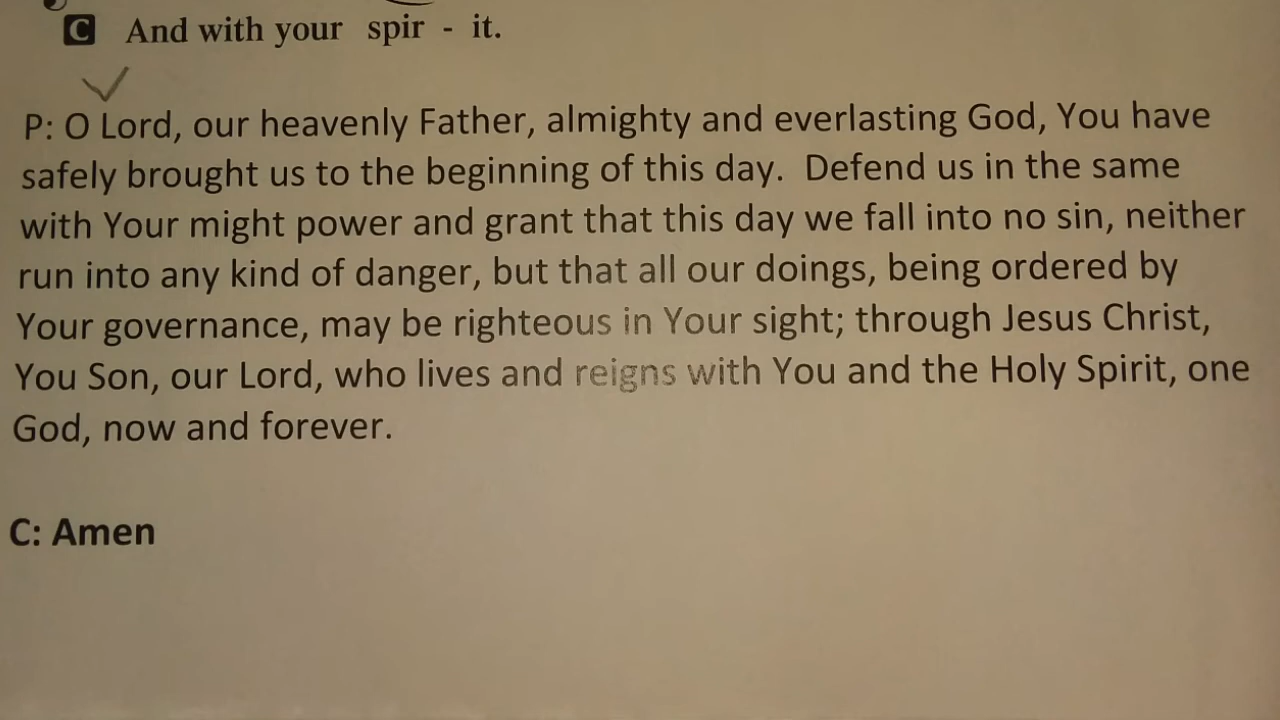 C And with your spir - it.
P: O Lord, our heavenly Father, almighty and everlasting God, You have
safely brought us to the beginning of this day.  Defend us in the same
with Your might power and grant that this day we fall into no sin, neither
run into any kind of danger, but that all our doings, being ordered by
Your governance, may be righteous in Your sight; through Jesus Christ,
You Son, our Lord, who lives and reigns with You and the Holy Spirit, one
God, now and forever.
C: Amen